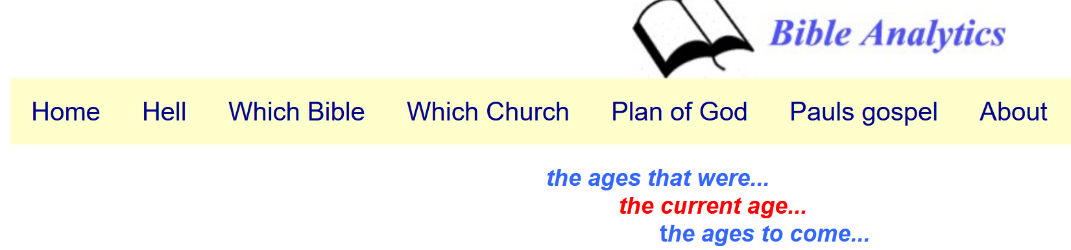 Bible Analytics
Home Hell Which Bible Which Church Plan of God Pauls gospel About
the ages that were...
the current age...
the ages to come...